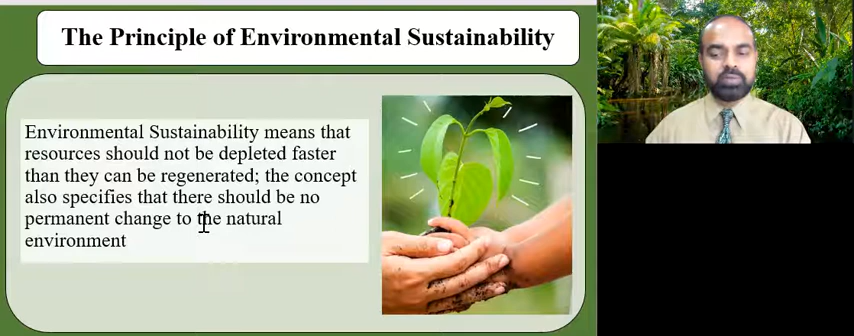 The Principle of Environmental Sustainability
Environmental Sustainability means that
resources should not be depleted faster
than they can be regenerated; the concept
also specifies that there should be no
permanent change to the natural
environment